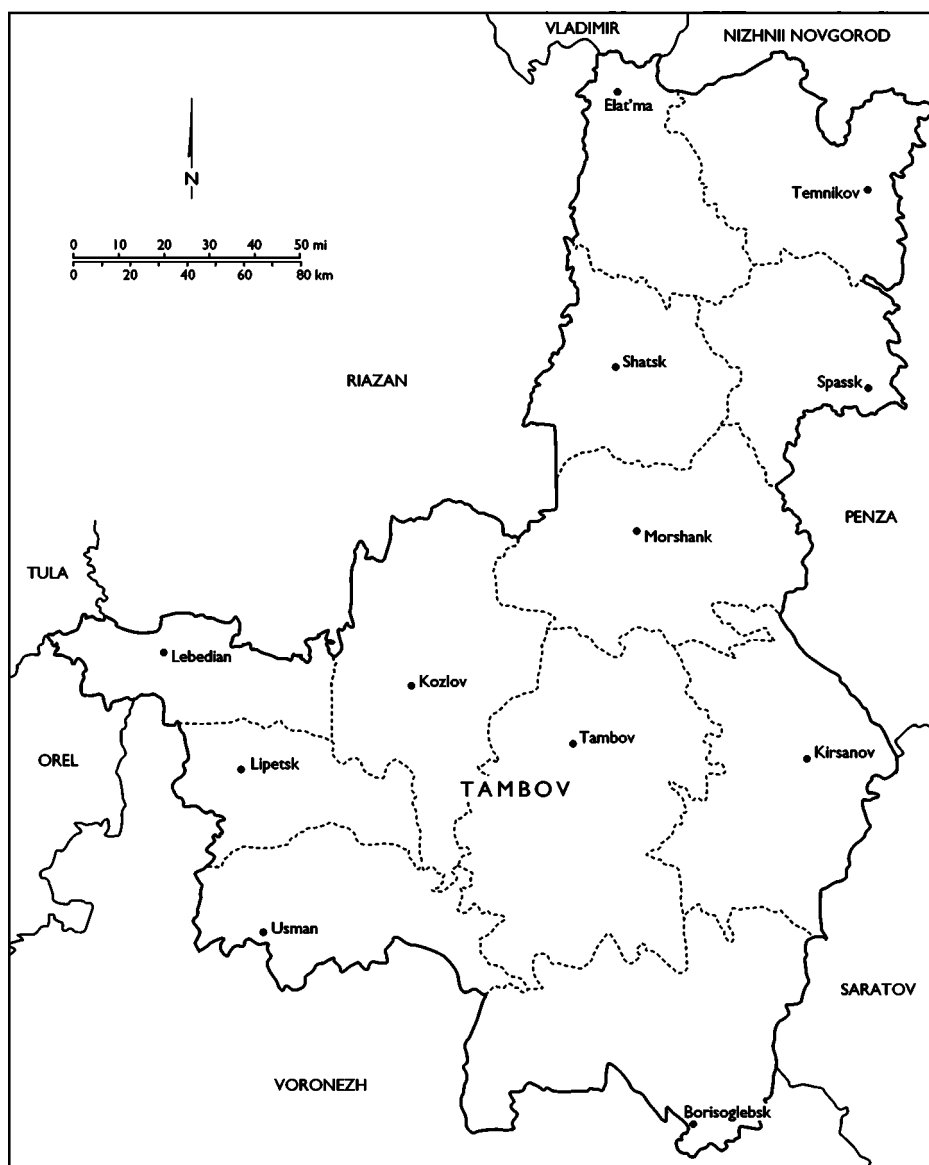 VLADIMIR
NIZHNII NOVGOROD
Elat'ma
N
Temnikov
0 10 20 30 40 50 mi
0 20 40 60 80 km
Shatsk
RIAZAN
Spassk
PENZA
Morshank
TULA
Lebedian
Kozlov
Tambov
Kirsanov
OREL
Lipetsk
TAMBOV
Usman
SARATOV
VORONEZH
Borisoglebsk